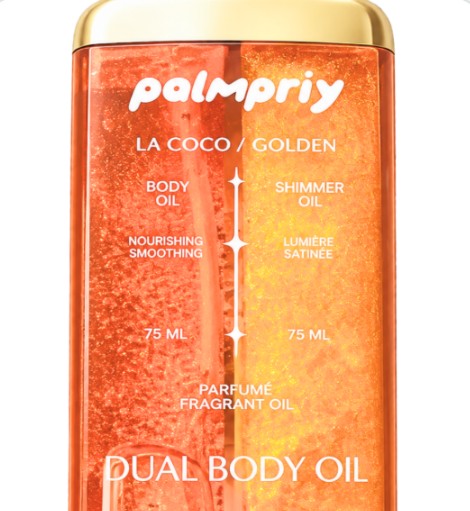 palmpriy
LA COCO / GOLDEN
BODY
OIL
SHIMMER
OIL
NOURISHING
SMOOTHING
LUMIÈRE
SATINÉE
75 ML
75 ML
PARFUMÉ
FRAGRANT OIL
DUAL BODY OIL